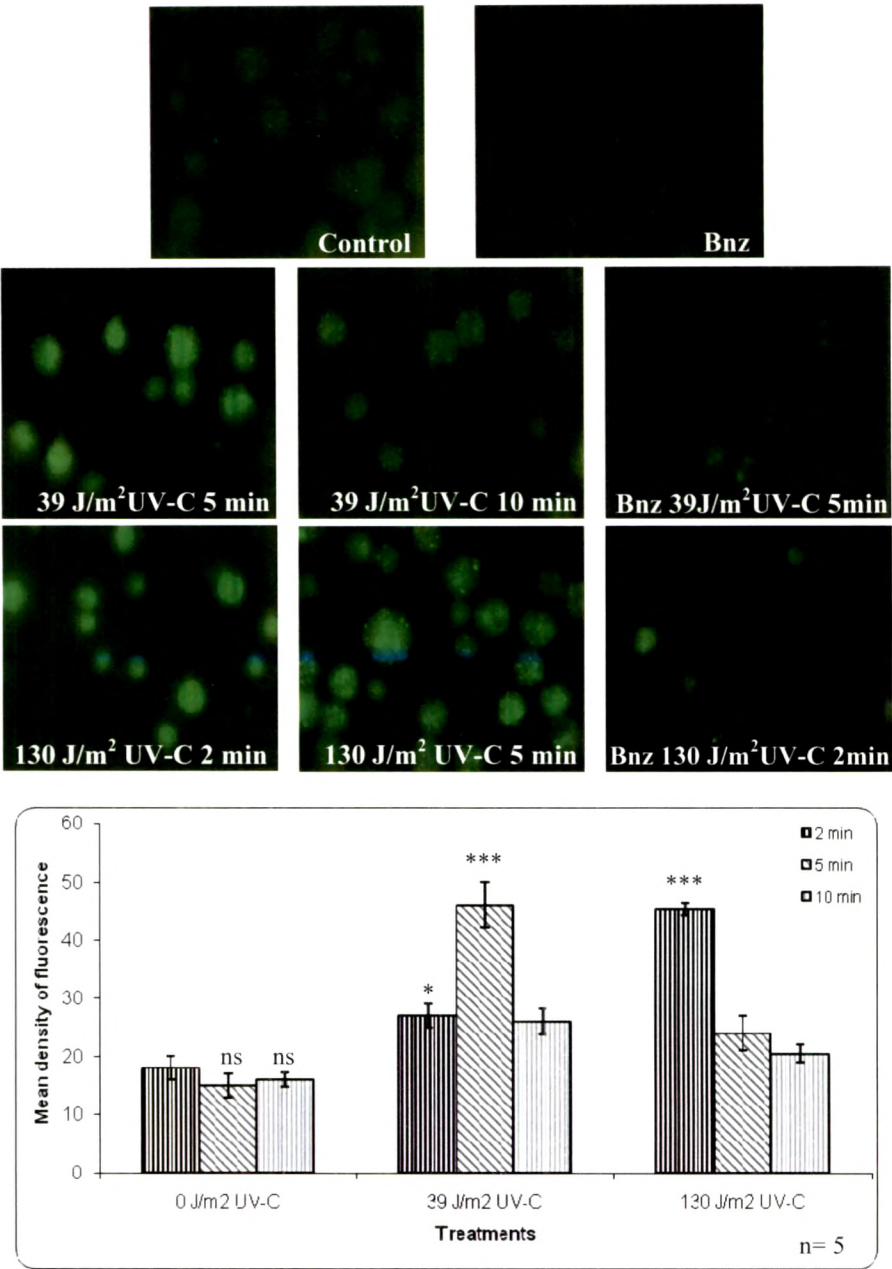 Control
Bnz
39 J/m²UV-C 5 min
39 J/m²UV-C 10 min
Bnz 39J/m²UV-C 5min
130 J/m² UV-C 2 min
130 J/m² UV-C 5 min
Bnz 130 J/m²UV-C 2min
60
50
40
30
20
10
0
Mean density of fluorescence
2 min
5 min
10 min
ns
ns
*
***
***
0 J/m2 UV-C
39 J/m2 UV-C
130 J/m2 UV-C
Treatments
n= 5